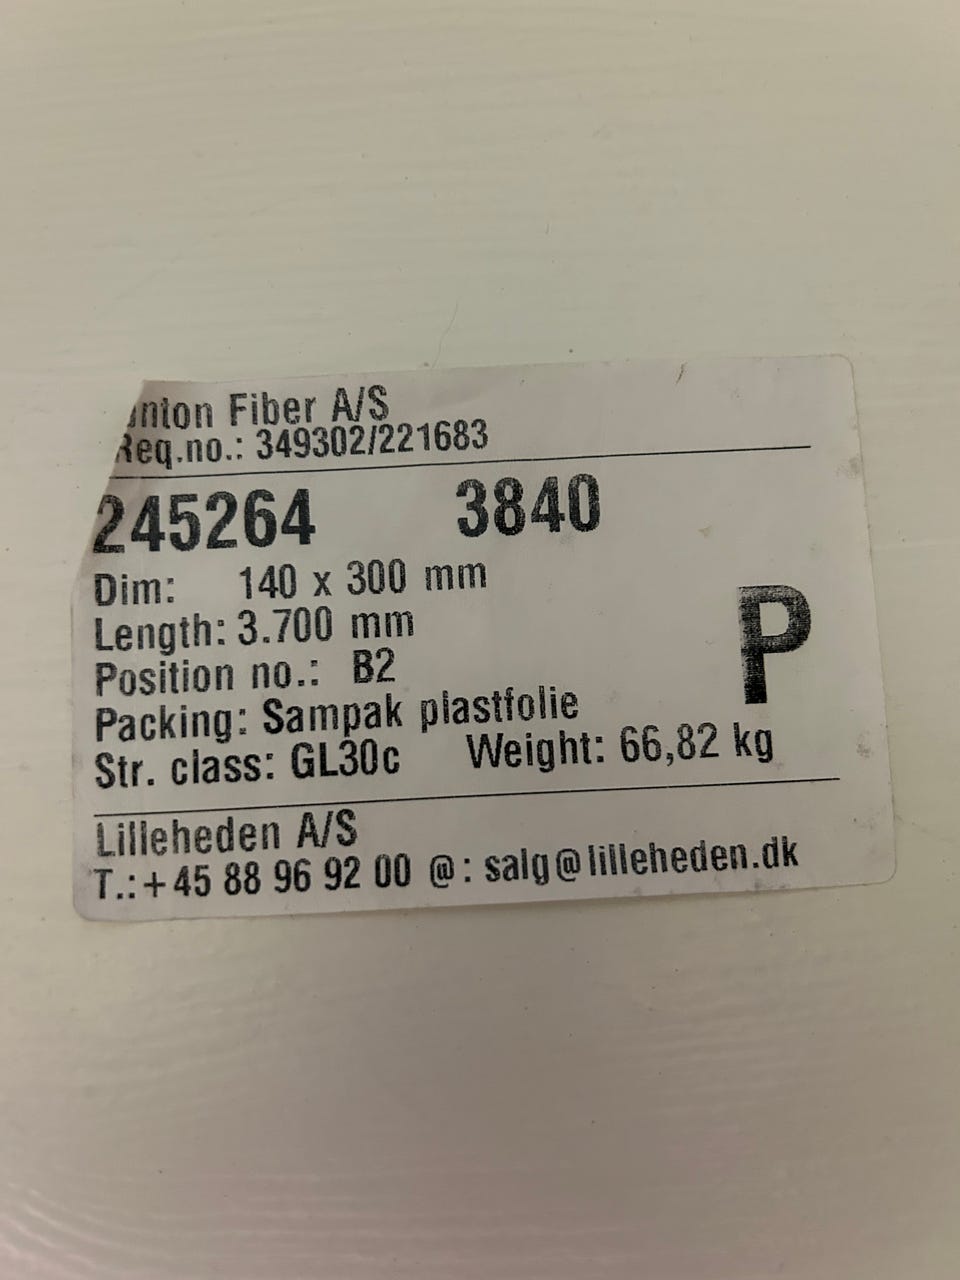 Fiber A/S
Req.no.: 349302/221683
245264 3840
Dim: 140 x 300 mm
Length: 3.700 mm
Position no.: B2
Packing: Sampak plastfolie
P
Str. class: GL30c Weight: 66,82 kg
Lilleheden A/S
T.:+45 88 96 92 00 @: salg@lilleheden.dk